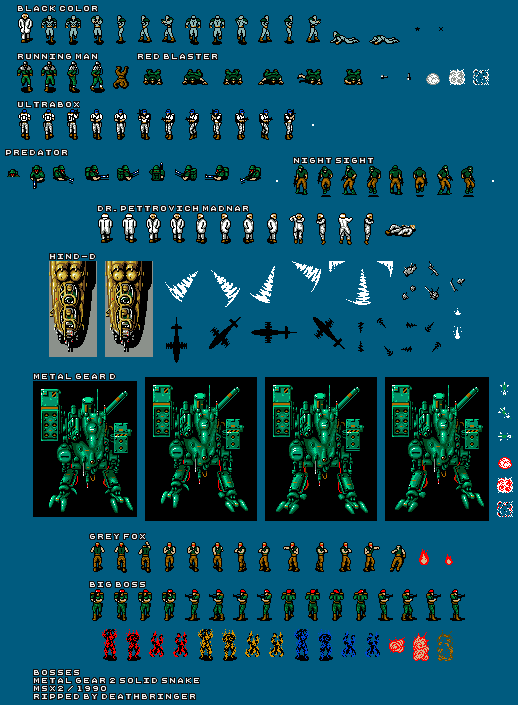 BLACK COLOR
RUNNING MAN
RED BLASTER
ULTRABOX
PREDATOR
NIGHT SIGHT
DR. PETTROVICH MADNAR
HIND-D
METAL GEAR D
GREY FOX
BIG BOSS
BOSSES
METAL GEAR 2 SOLID SNAKE
MSX2 / 1990
RIPPED BY DEATHBRINGER